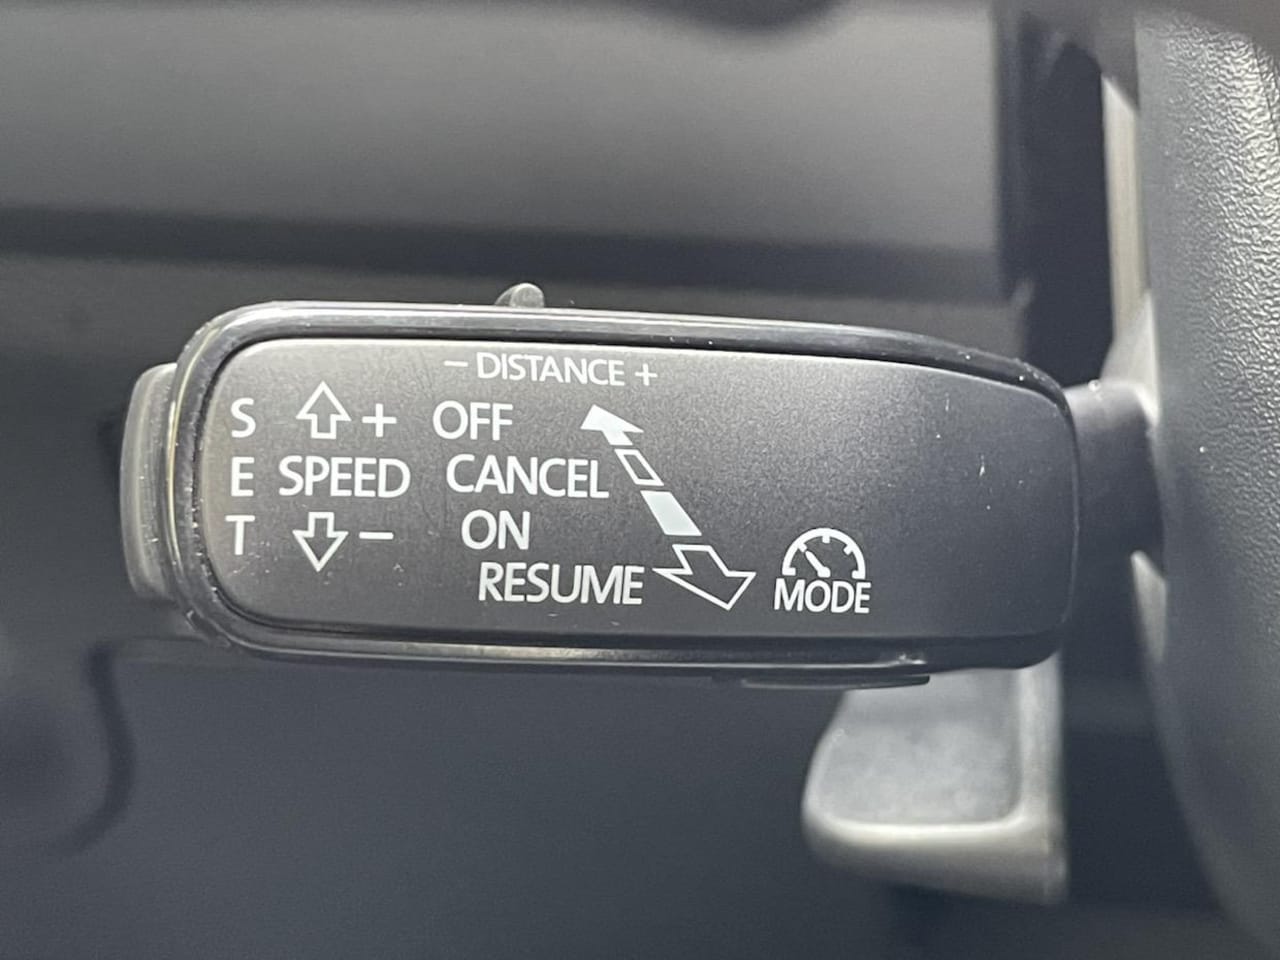 – DISTANCE +
S + OFF
E SPEED CANCEL
T – ON
RESUME
MODE